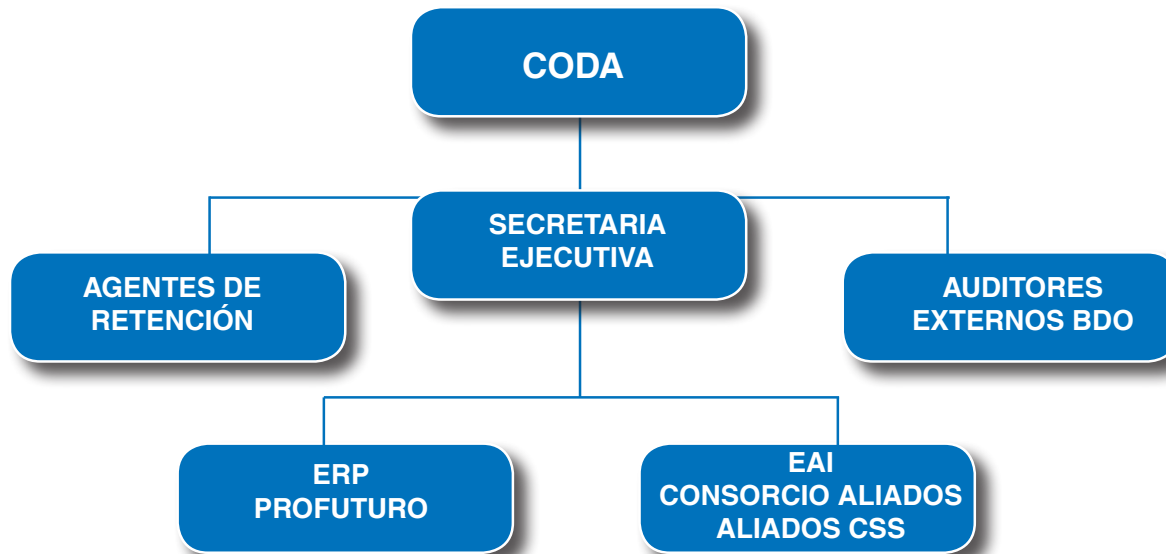 CODA
SECRETARIA
EJECUTIVA
AGENTES DE
RETENCIÓN
AUDITORES
EXTERNOS BDO
ERP
PROFUTURO
EAI
CONSORCIO ALIADOS
ALIADOS CSS